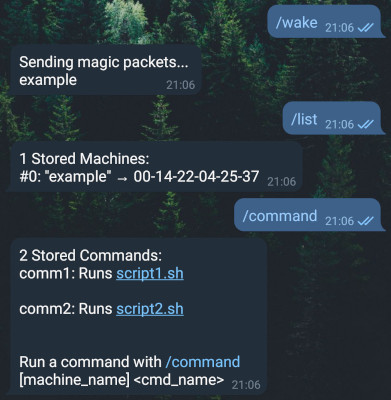 /wake 21:06
Sending magic packets...
example 21:06
/list 21:06
1 Stored Machines:
#0: "example" → 00-14-22-04-25-37 21:06
/command 21:06
2 Stored Commands:
comm1: Runs script1.sh
comm2: Runs script2.sh
Run a command with /command
[machine_name] <cmd_name> 21:06